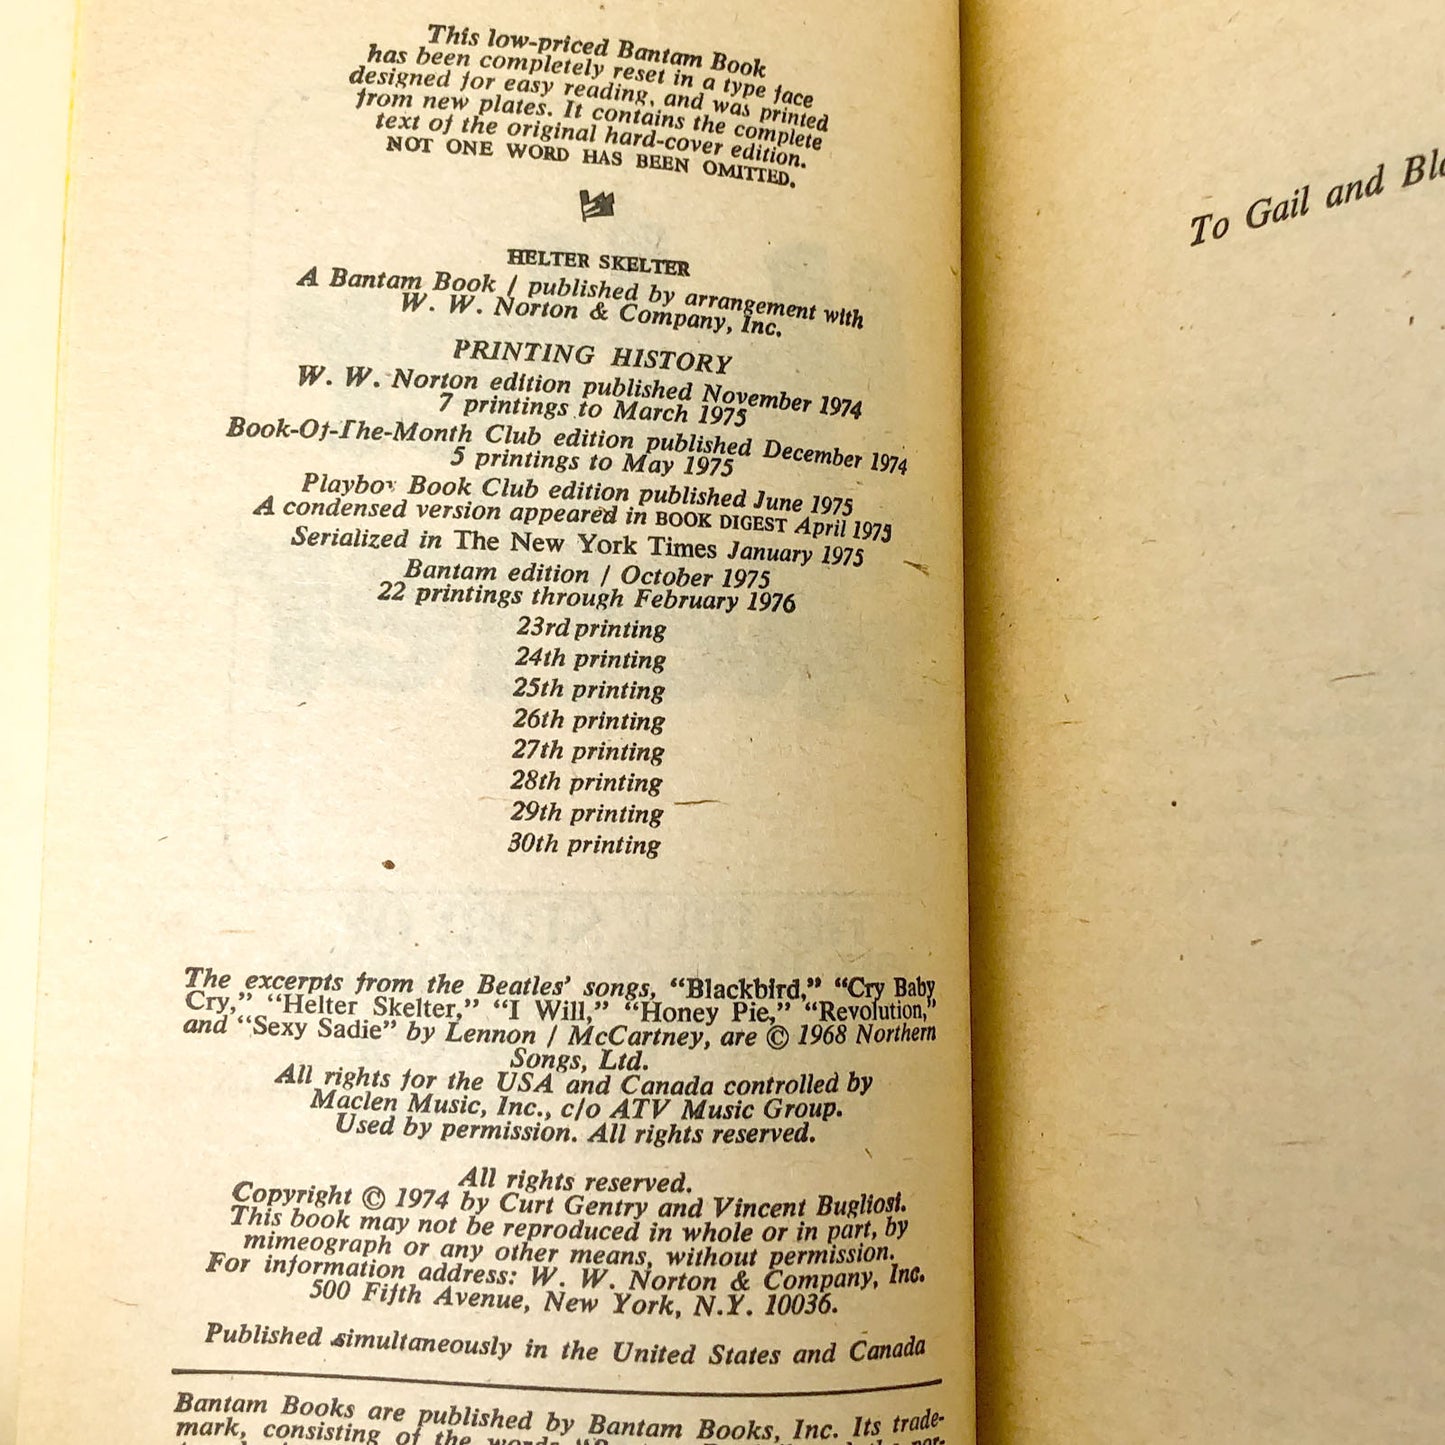 This low-priced Bantam Book
has been completely reset in a type face
designed for easy reading, and was printed
from new plates. It contains the complete
text of the original hard-cover edition.
NOT ONE WORD HAS BEEN OMITTED.
HELTER SKELTER
A Bantam Book / published by arrangement with
W. W. Norton & Company, Inc.
PRINTING HISTORY
W. W. Norton edition published November 1974
7 printings to March 1975
Book-Of-The-Month Club edition published December 1974
5 printings to May 1975
Playboy Book Club edition published June 1975
A condensed version appeared in BOOK DIGEST April 1975
Serialized in The New York Times January 1975
Bantam edition / October 1975
22 printings through February 1976
23rd printing
24th printing
25th printing
26th printing
27th printing
28th printing
29th printing
30th printing
The excerpts from the Beatles' songs, "Blackbird," "Cry Baby
Cry," "Helter Skelter," "I Will," "Honey Pie," "Revolution,"
and "Sexy Sadie" by Lennon / McCartney, are © 1968 Northern
Songs, Ltd.
All rights for the USA and Canada controlled by
Maclen Music, Inc., c/o ATV Music Group.
Used by permission. All rights reserved.
All rights reserved.
Copyright © 1974 by Curt Gentry and Vincent Bugliosi.
This book may not be reproduced in whole or in part, by
mimeograph or any other means, without permission.
For information address: W. W. Norton & Company, Inc.
500 Fifth Avenue, New York, N.Y. 10036.
Published simultaneously in the United States and Canada
Bantam Books are published by Bantam Books, Inc. Its trade-
mark, consisting of the words
To Gail and